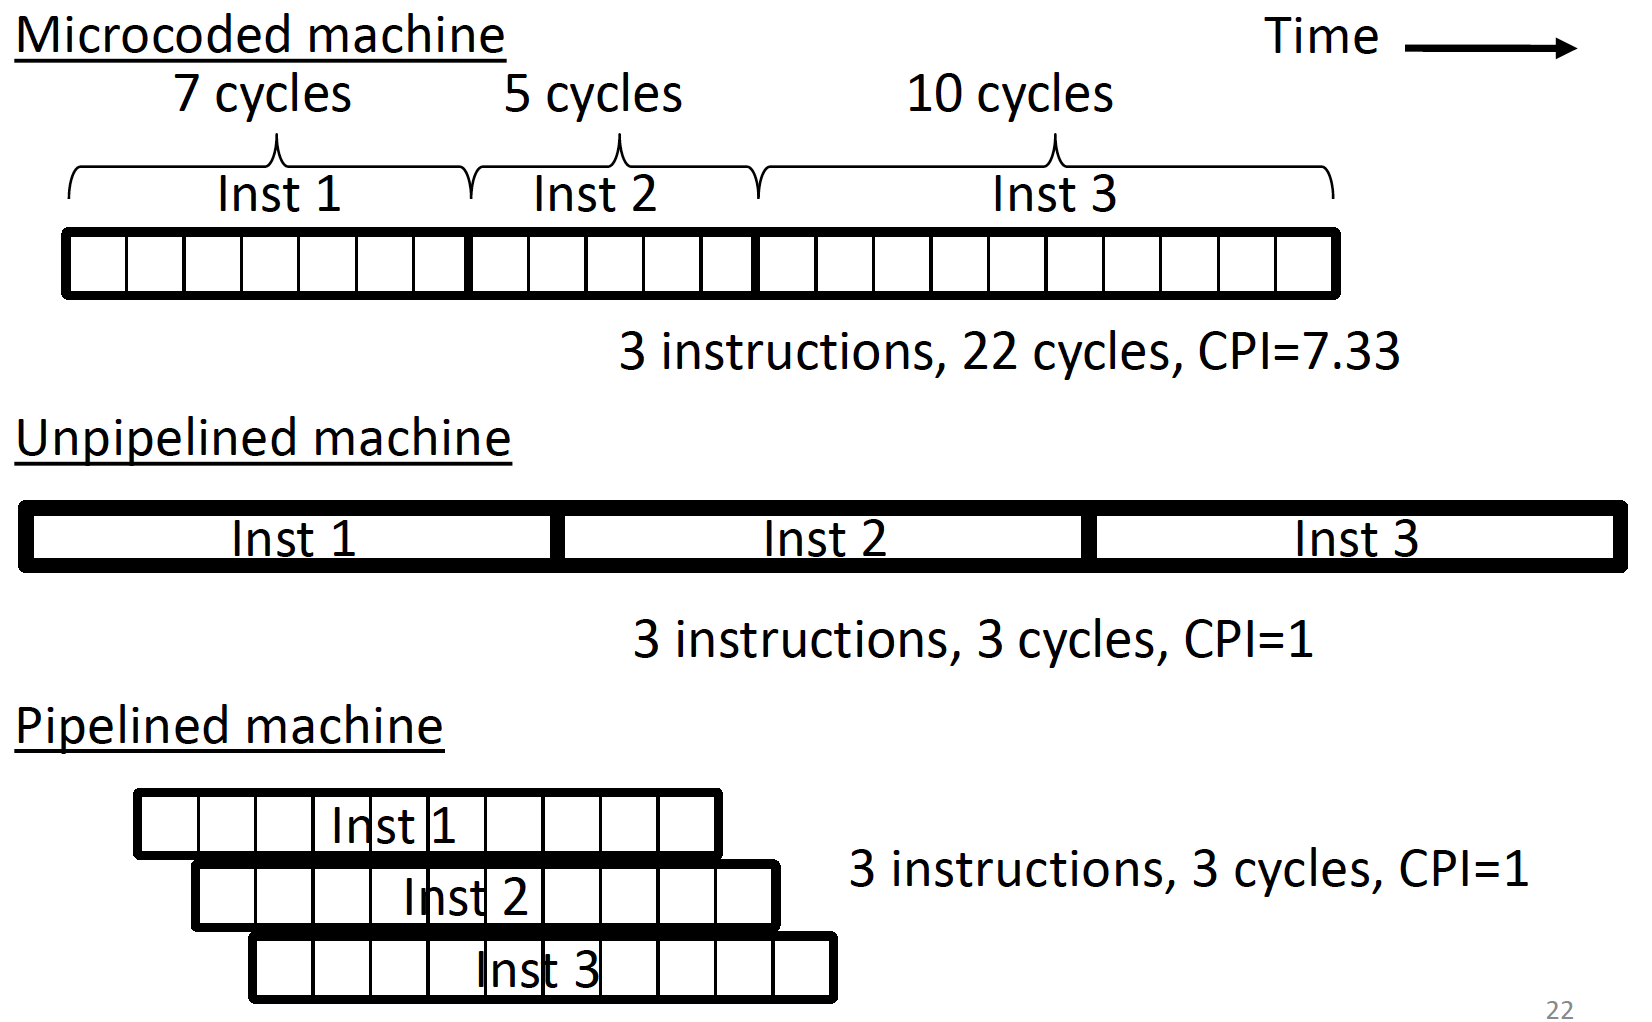 Microcoded machine
Time
7 cycles
5 cycles
10 cycles
Inst 1
Inst 2
Inst 3
3 instructions, 22 cycles, CPI=7.33
Unpipelined machine
Inst 1
Inst 2
Inst 3
3 instructions, 3 cycles, CPI=1
Pipelined machine
Inst 1
Inst 2
Inst 3
3 instructions, 3 cycles, CPI=1
22